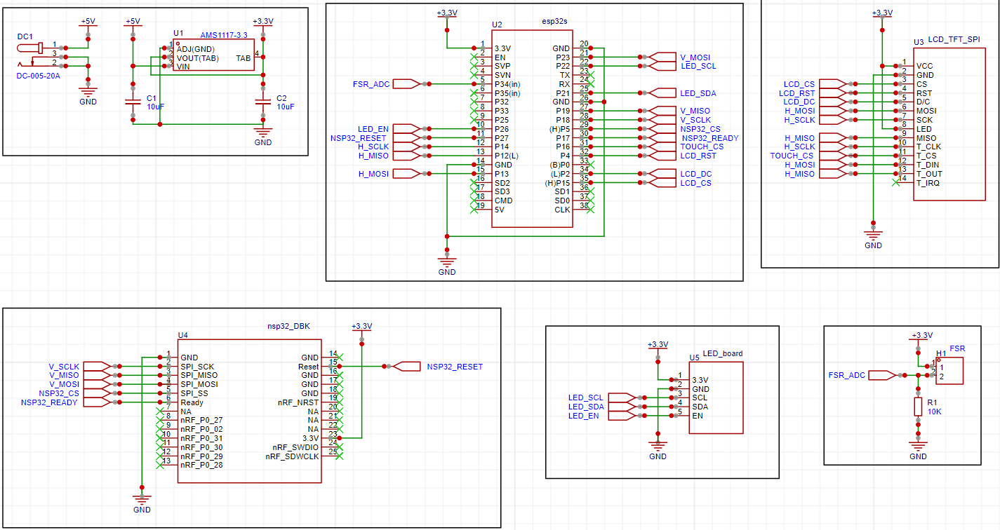 +5V
DC1
1
3
2
DC-005-20A
GND
+5V
U1
AMS1117-3.3
+3.3V
1
ADJ(GND)
2
VOUT(TAB)
3
VIN
TAB
4
C1
10uF
C2
10uF
GND
+3.3V
U2
esp32s
1
3.3V
2
EN
3
SVP
4
SVN
FSR_ADC
5
P34(in)
6
P35(in)
7
P32
8
P33
9
P25
LED_EN
10
P26
NSP32_RESET
11
P27
H_SCLK
12
P14
H_MISO
13
P12(L)
14
GND
H_MOSI
15
P13
16
SD2
17
SD3
18
CMD
19
5V
GND
20
P23
21
V_MOSI
P22
22
LED_SCL
TX
23
RX
24
P21
25
LED_SDA
GND
26
P19
27
V_MISO
P18
28
V_SCLK
(H)P5
29
NSP32_CS
P17
30
NSP32_READY
P16
31
TOUCH_CS
P4
32
LCD_RST
(B)P0
33
(L)P2
34
LCD_DC
(H)P15
35
LCD_CS
SD1
36
SD0
37
CLK
38
GND
+3.3V
U3
LCD_TFT_SPI
1
VCC
2
GND
LCD_CS
3
CS
LCD_RST
4
RST
LCD_DC
5
D/C
H_MOSI
6
MOSI
H_SCLK
7
SCK
8
LED
H_MISO
9
MISO
H_SCLK
10
T_CLK
TOUCH_CS
11
T_CS
H_MOSI
12
T_DIN
H_MISO
13
T_OUT
14
T_IRQ
GND
nsp32_DBK
+3.3V
U4
1
GND
V_SCLK
2
SPI_SCK
V_MISO
3
SPI_MISO
V_MOSI
4
SPI_MOSI
NSP32_CS
5
SPI_SS
NSP32_READY
6
Ready
7
NA
8
nRF_P0_27
9
nRF_P0_02
10
nRF_P0_31
11
nRF_P0_30
12
nRF_P0_29
13
nRF_P0_28
GND
14
Reset
15
NSP32_RESET
GND
16
GND
17
GND
18
nRF_NRST
19
NA
20
NA
21
NA
22
3.3V
23
nRF_SWDIO
24
nRF_SDWCLK
25
GND
+3.3V
U5
LED_board
1
3.3V
2
GND
LED_SCL
3
SCL
LED_SDA
4
SDA
LED_EN
5
EN
GND
+3.3V
H1
FSR
1
1
FSR_ADC
2
2
R1
10K
GND